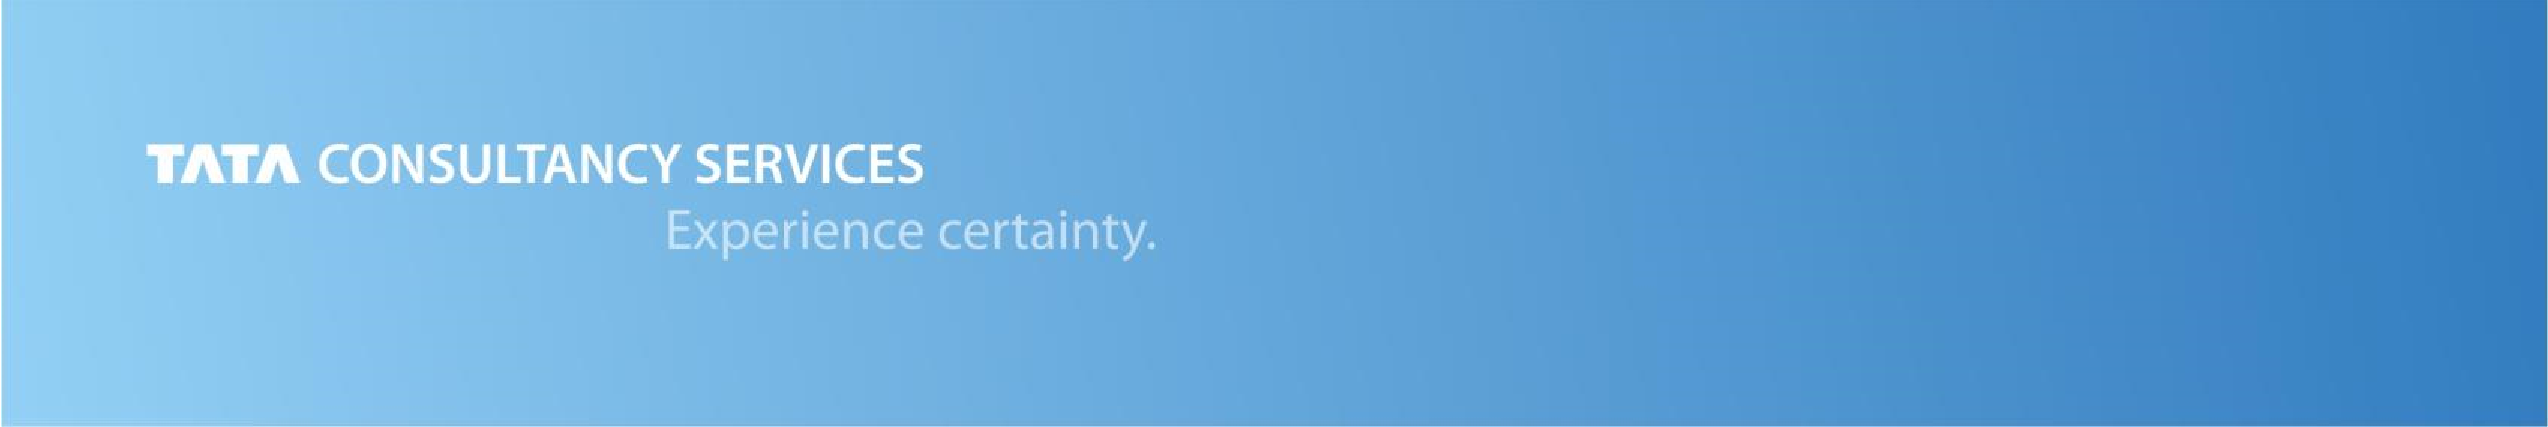 TATA CONSULTANCY SERVICES
Experience certainty.